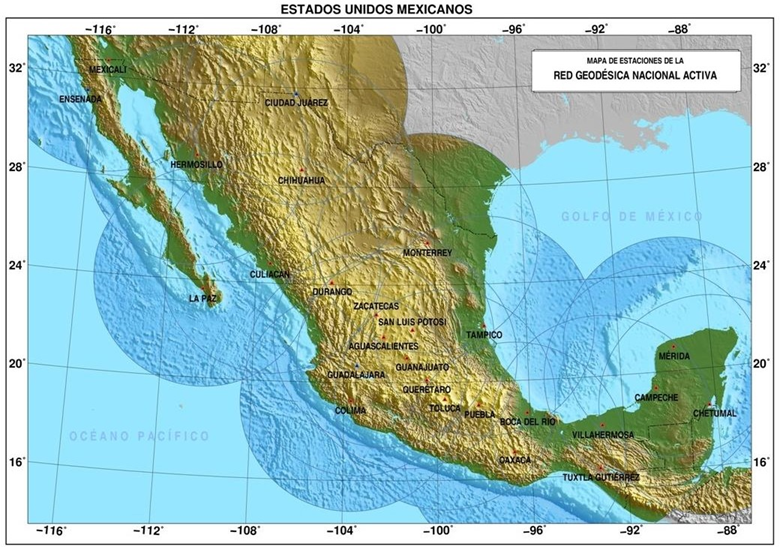 ESTADOS UNIDOS MEXICANOS
−116° −112° −108° −104° −100° −96° −92° −88°
MAPA DE ESTACIONES DE LA
RED GEODÉSICA NACIONAL ACTIVA
32° 32°
MEXICALI
ENSENADA
CIUDAD JUÁREZ
28° 28°
HERMOSILLO
CHIHUAHUA
GOLFO DE MÉXICO
MONTERREY
24° 24°
CULIACÁN
DURANGO
LA PAZ
ZACATECAS
SAN LUIS POTOSI
TAMPICO
AGUASCALIENTES
20° 20°
MÉRIDA
GUANAJUATO
GUADALAJARA
QUERÉTARO
CAMPECHE
COLIMA
TOLUCA
PUEBLA
CHETUMAL
BOCA DEL RÍO
OCÉANO PACÍFICO
VILLAHERMOSA
16° 16°
OAXACA
TUXTLA GUTIÉRREZ
−116° −112° −108° −104° −100° −96° −92° −88°